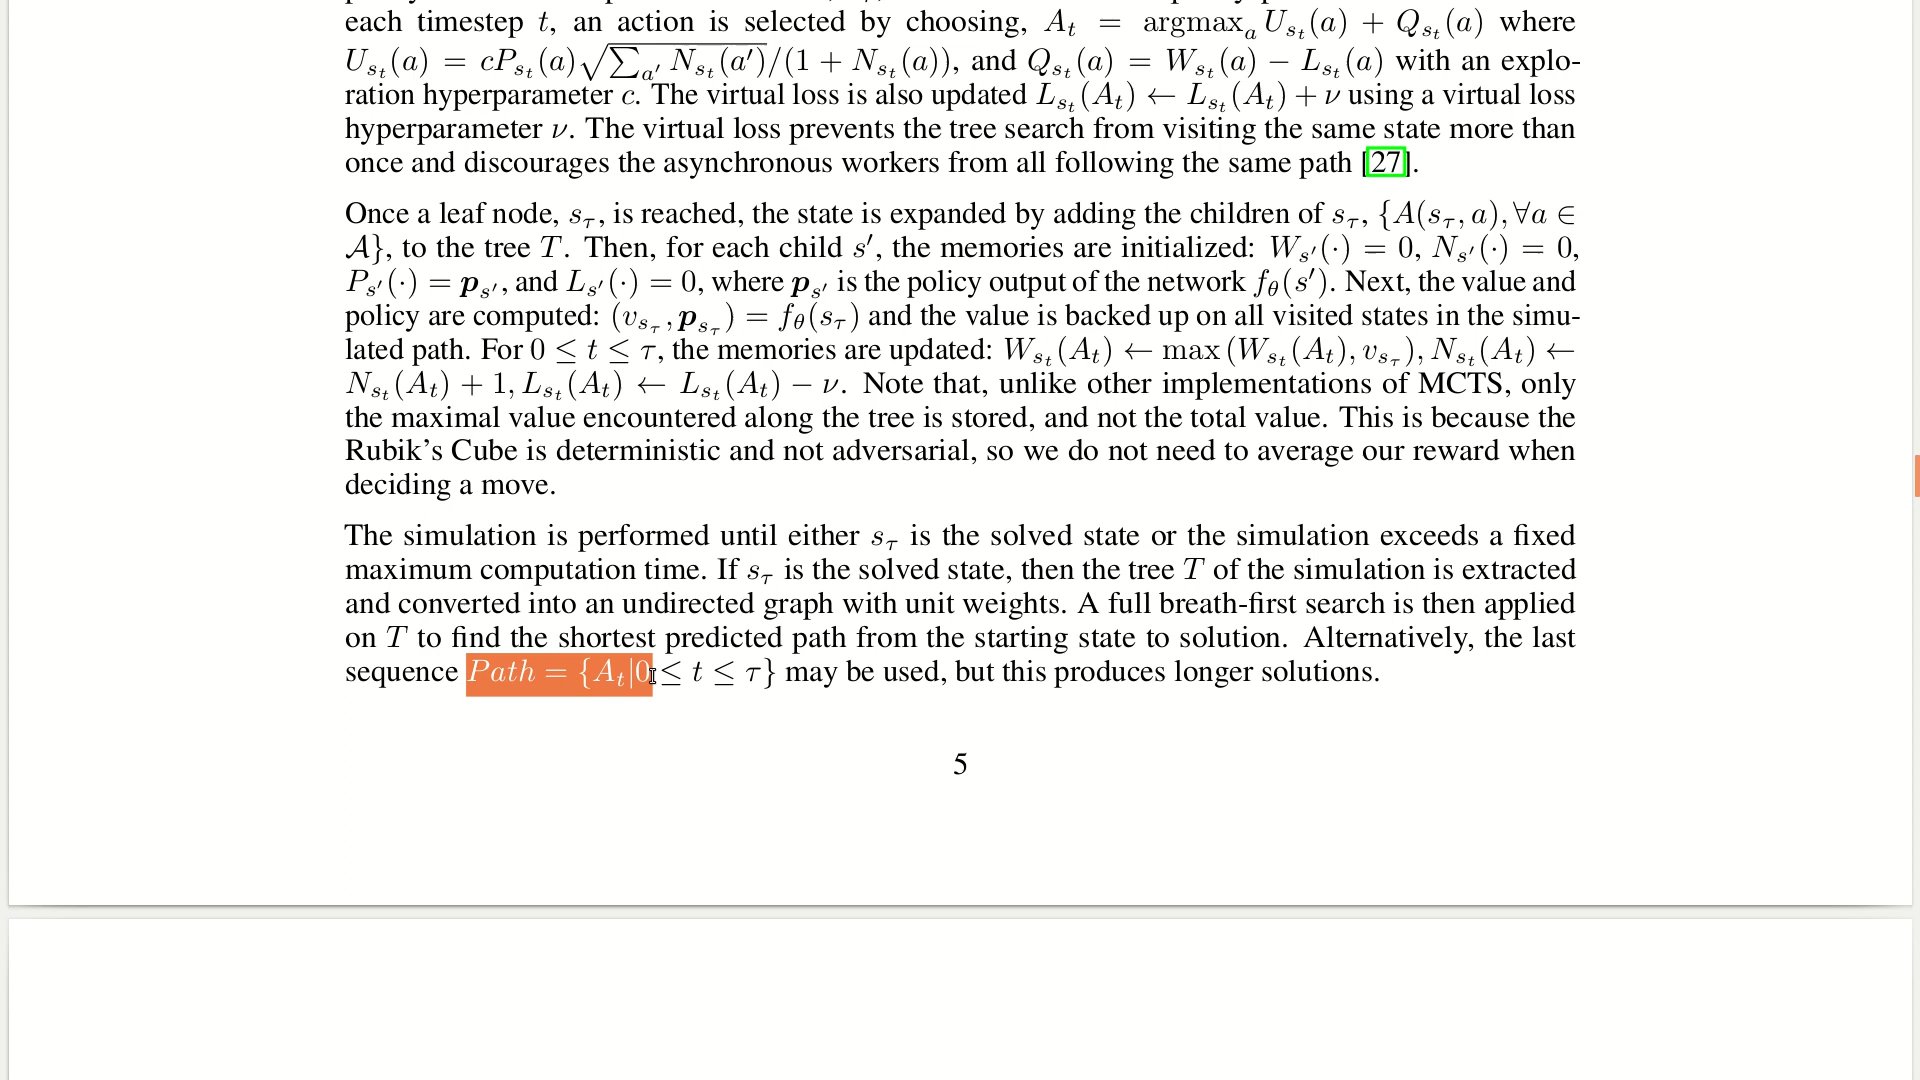 each timestep t, an action is selected by choosing, A_t = argmax_a U_{s_t}(a) + Q_{s_t}(a) where
U_{s_t}(a) = cP_{s_t}(a)√∑_{a′} N_{s_t}(a′)/(1 + N_{s_t}(a)), and Q_{s_t}(a) = W_{s_t}(a) − L_{s_t}(a) with an explo-
ration hyperparameter c. The virtual loss is also updated L_{s_t}(A_t) ← L_{s_t}(A_t) + ν using a virtual loss
hyperparameter ν. The virtual loss prevents the tree search from visiting the same state more than
once and discourages the asynchronous workers from all following the same path [27].
Once a leaf node, s_τ, is reached, the state is expanded by adding the children of s_τ, {A(s_τ, a), ∀a ∈
𝒜}, to the tree T. Then, for each child s′, the memories are initialized: W_{s′}(·) = 0, N_{s′}(·) = 0,
P_{s′}(·) = p_{s′}, and L_{s′}(·) = 0, where p_{s′} is the policy output of the network f_θ(s′). Next, the value and
policy are computed: (v_{s_τ}, p_{s_τ}) = f_θ(s_τ) and the value is backed up on all visited states in the simu-
lated path. For 0 ≤ t ≤ τ, the memories are updated: W_{s_t}(A_t) ← max (W_{s_t}(A_t), v_{s_τ}), N_{s_t}(A_t) ←
N_{s_t}(A_t) + 1, L_{s_t}(A_t) ← L_{s_t}(A_t) − ν. Note that, unlike other implementations of MCTS, only
the maximal value encountered along the tree is stored, and not the total value. This is because the
Rubik's Cube is deterministic and not adversarial, so we do not need to average our reward when
deciding a move.
The simulation is performed until either s_τ is the solved state or the simulation exceeds a fixed
maximum computation time. If s_τ is the solved state, then the tree T of the simulation is extracted
and converted into an undirected graph with unit weights. A full breath-first search is then applied
on T to find the shortest predicted path from the starting state to solution. Alternatively, the last
sequence Path = {A_t|0 ≤ t ≤ τ} may be used, but this produces longer solutions.
5